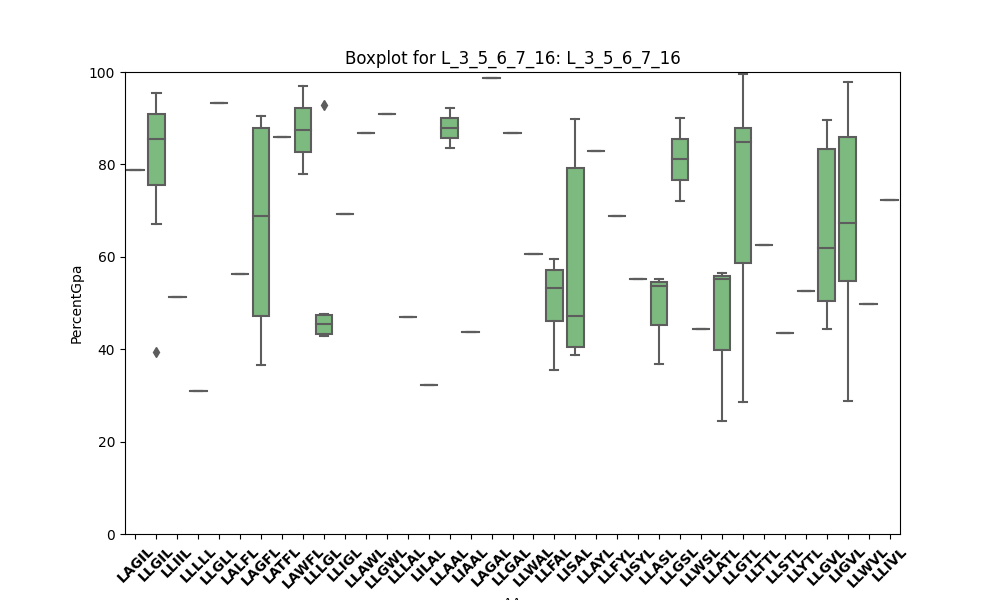 Boxplot for L_3_5_6_7_16: L_3_5_6_7_16
PercentGpa
100
80
60
40
20
0
LAGIL
LLGIL
LLIIL
LLLLL
LLGLL
LALFL
LAGFL
LATFL
LAWFL
LLLGL
LLIGL
LLAWL
LLGWL
LLLAL
LILAL
LLAAL
LIAAL
LAGAL
LLGAL
LLWAL
LLFAL
LISAL
LLAYL
LLFYL
LISYL
LLASL
LLGSL
LLWSL
LLATL
LLGTL
LLTTL
LLSTL
LLYTL
LLGVL
LIGVL
LLWVL
LLIVL